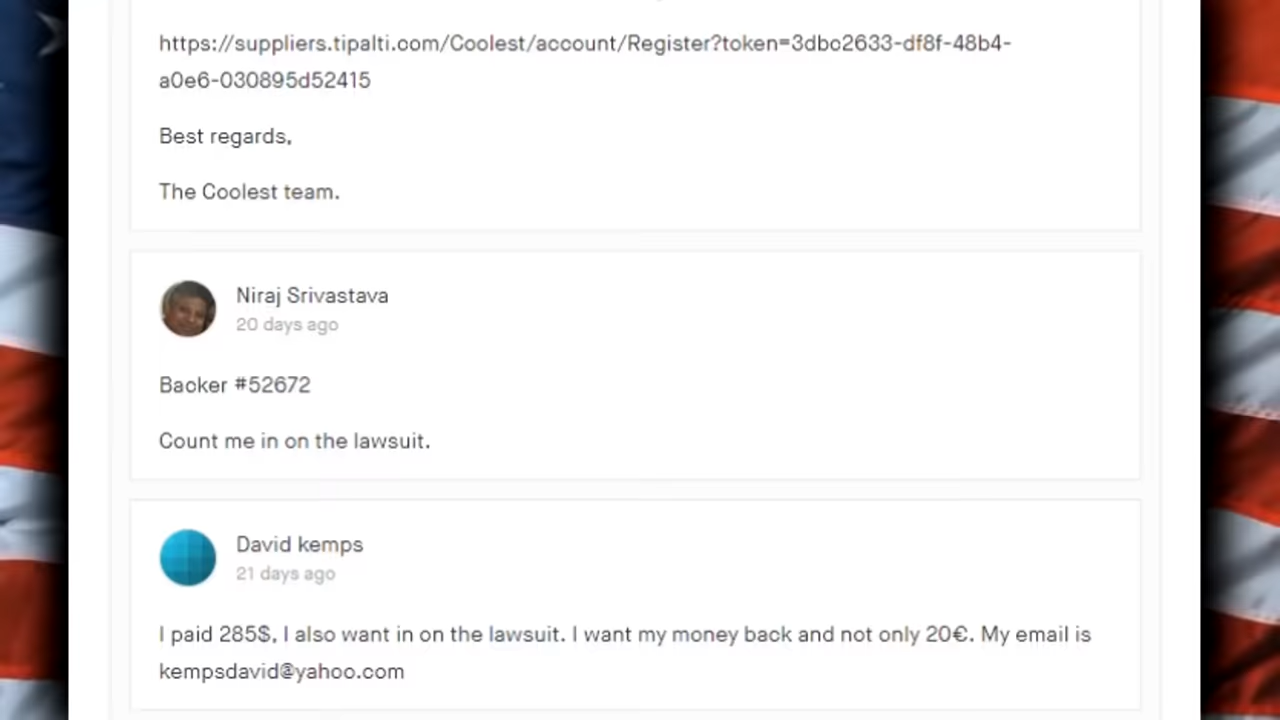 https://suppliers.tipalti.com/Coolest/account/Register?token=3dbc2633-df8f-48b4-
a0e6-030895d52415
Best regards,
The Coolest team.
Niraj Srivastava
20 days ago
Backer #52672
Count me in on the lawsuit.
David kemps
21 days ago
I paid 285$, I also want in on the lawsuit. I want my money back and not only 20€. My email is
kempsdavid@yahoo.com